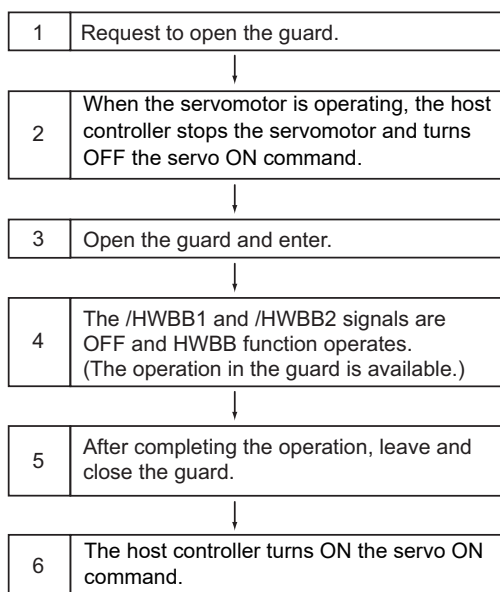 1 Request to open the guard.
When the servomotor is operating, the host
2 controller stops the servomotor and turns
OFF the servo ON command.
3 Open the guard and enter.
The /HWBB1 and /HWBB2 signals are
4 OFF and HWBB function operates.
(The operation in the guard is available.)
5 After completing the operation, leave and
close the guard.
6 The host controller turns ON the servo ON
command.